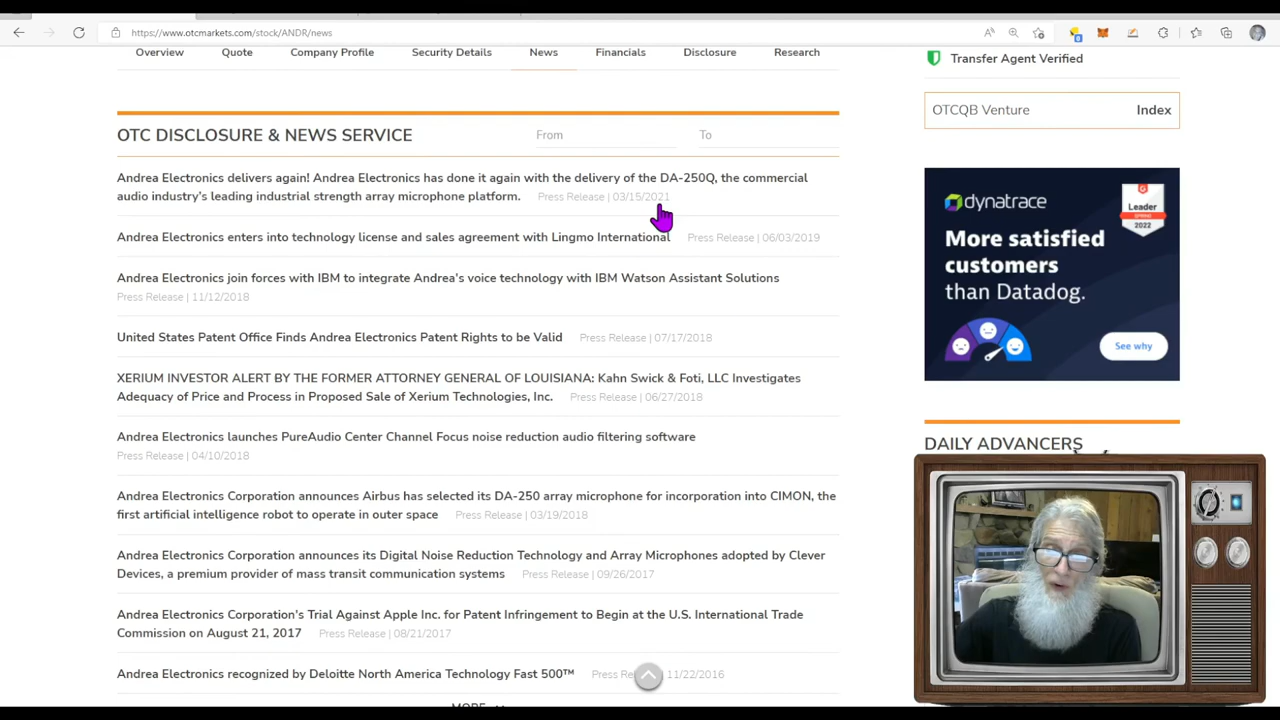 https://www.otcmarkets.com/stock/ANDR/news
Overview Quote Company Profile Security Details News Financials Disclosure Research
OTC DISCLOSURE & NEWS SERVICE From To
Andrea Electronics delivers again! Andrea Electronics has done it again with the delivery of the DA-250Q, the commercial
audio industry's leading industrial strength array microphone platform. Press Release | 03/15/2021
Andrea Electronics enters into technology license and sales agreement with Lingmo International Press Release | 06/03/2019
Andrea Electronics join forces with IBM to integrate Andrea's voice technology with IBM Watson Assistant Solutions
Press Release | 11/12/2018
United States Patent Office Finds Andrea Electronics Patent Rights to be Valid Press Release | 07/17/2018
XERIUM INVESTOR ALERT BY THE FORMER ATTORNEY GENERAL OF LOUISIANA: Kahn Swick & Foti, LLC Investigates
Adequacy of Price and Process in Proposed Sale of Xerium Technologies, Inc. Press Release | 06/27/2018
Andrea Electronics launches PureAudio Center Channel Focus noise reduction audio filtering software
Press Release | 04/10/2018
Andrea Electronics Corporation announces Airbus has selected its DA-250 array microphone for incorporation into CIMON, the
first artificial intelligence robot to operate in outer space Press Release | 03/19/2018
Andrea Electronics Corporation announces its Digital Noise Reduction Technology and Array Microphones adopted by Clever
Devices, a premium provider of mass transit communication systems Press Release | 09/26/2017
Andrea Electronics Corporation's Trial Against Apple Inc. for Patent Infringement to Begin at the U.S. International Trade
Commission on August 21, 2017 Press Release | 08/21/2017
Andrea Electronics recognized by Deloitte North America Technology Fast 530™ Press 11/22/2016
MORE
Transfer Agent Verified
OTCQB Venture Index
dynatrace
Leader
SPRING
2022
More satisfied
customers
than Datadog.
See why
DAILY ADVANCERS